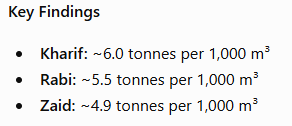 Key Findings
• Kharif: ~6.0 tonnes per 1,000 m³
• Rabi: ~5.5 tonnes per 1,000 m³
• Zaid: ~4.9 tonnes per 1,000 m³